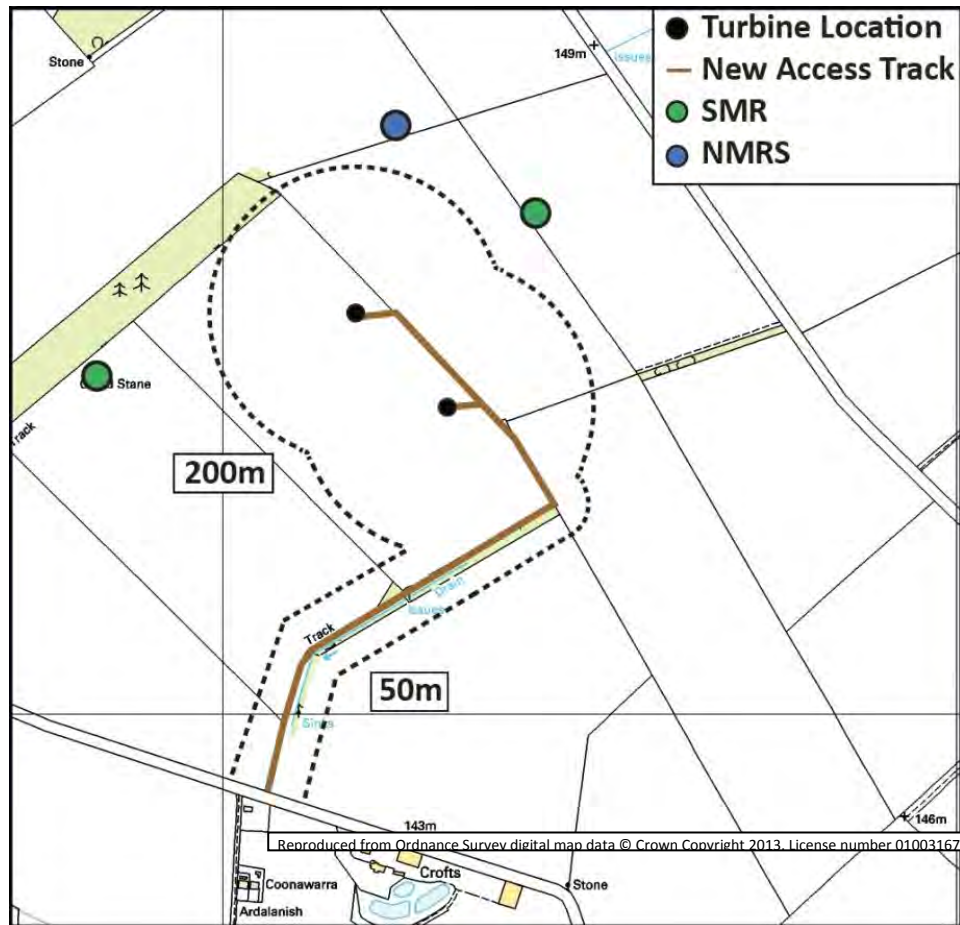 Turbine Location
New Access Track
SMR
NMRS
149m
Issues
Stone
Stane
Track
200m
Drain
Issues
Track
50m
143m
146m
Reproduced from Ordnance Survey digital map data © Crown Copyright 2013. License number 01003167
Crofts
Coonawarra
Stone
Ardalanish